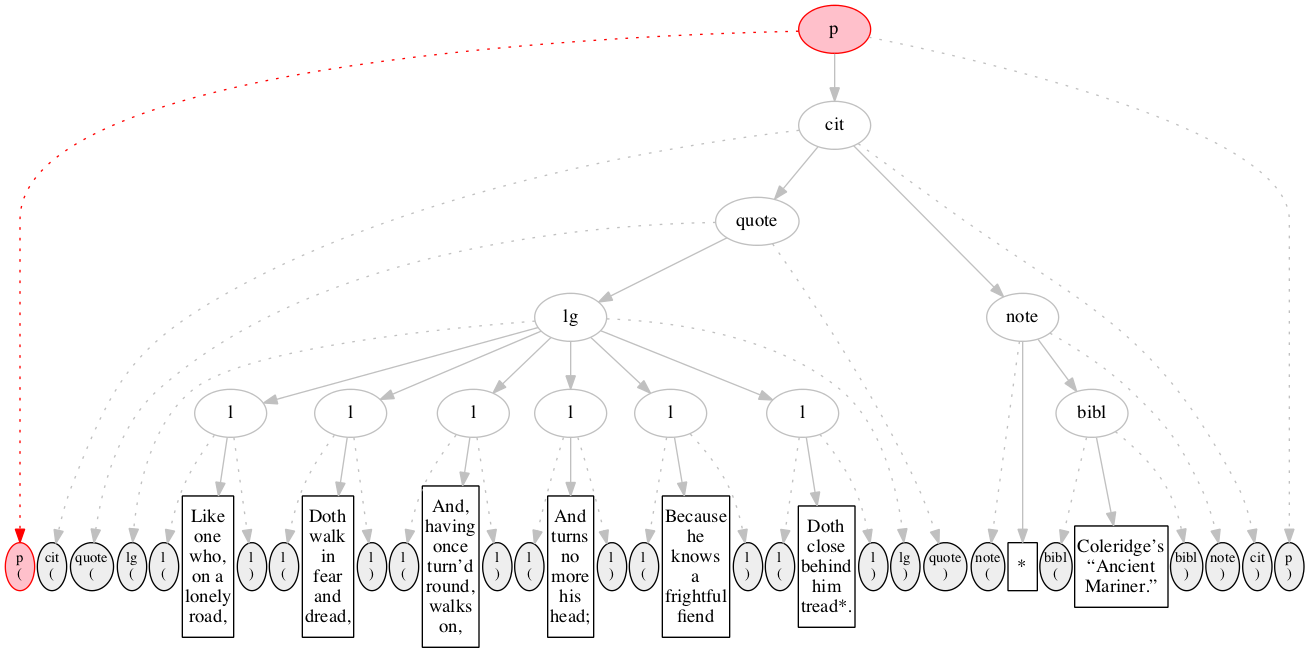 p
cit
quote
lg
note
l
l
l
l
l
l
bibl
p
(
cit
(
quote
(
lg
(
l
(
Like
one
who,
on a
lonely
road,
l
)
l
(
Doth
walk
in
fear
and
dread,
l
)
l
(
And,
having
once
turn’d
round,
walks
on,
l
)
l
(
And
turns
no
more
his
head;
l
)
l
(
Because
he
knows
a
frightful
fiend
l
)
l
(
Doth
close
behind
him
tread*.
l
)
lg
)
quote
)
note
(
*
bibl
(
Coleridge’s
“Ancient
Mariner.”
bibl
)
note
)
cit
)
p
)